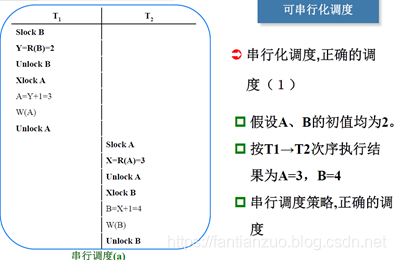 T1
T2
Slock B
Y=R(B)=2
Unlock B
Xlock A
A=Y+1=3
W(A)
Unlock A
Slock A
X=R(A)=3
Unlock A
Xlock B
B=X+1=4
W(B)
Unlock B
串行调度(a)
可串行化调度
串行化调度,正确的调
度（1）
假设A、B的初值均为2。
按T1→T2次序执行结
果为A=3，B=4
串行调度策略,正确的调
度
https://fantianzuo.blog.csdn.net